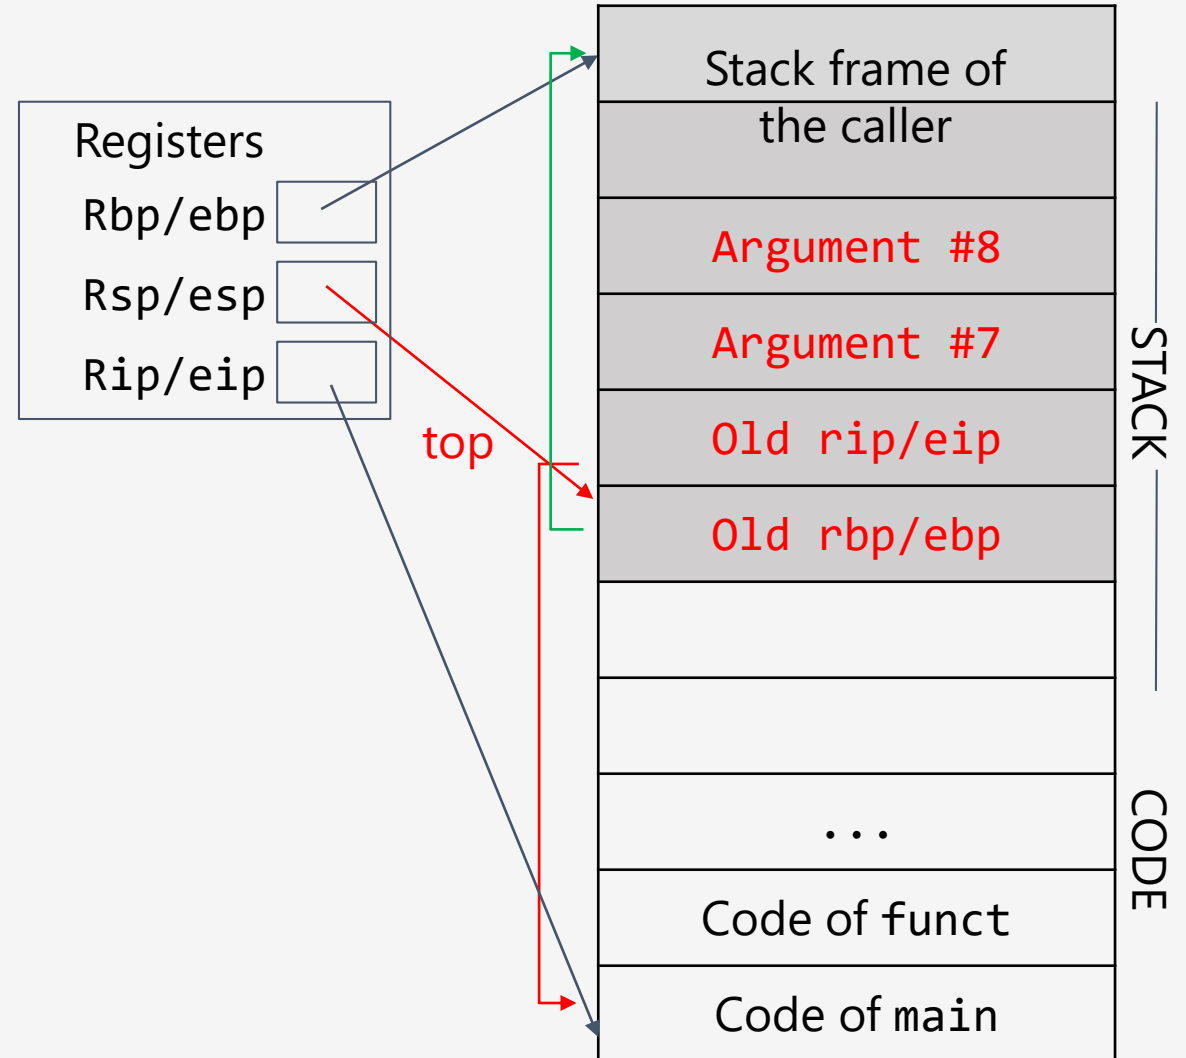 Stack frame of
the caller
Registers
Rbp/ebp
Rsp/esp
Rip/eip
top
Argument #8
Argument #7
Old rip/eip
Old rbp/ebp
...
Code of funct
Code of main
STACK
CODE